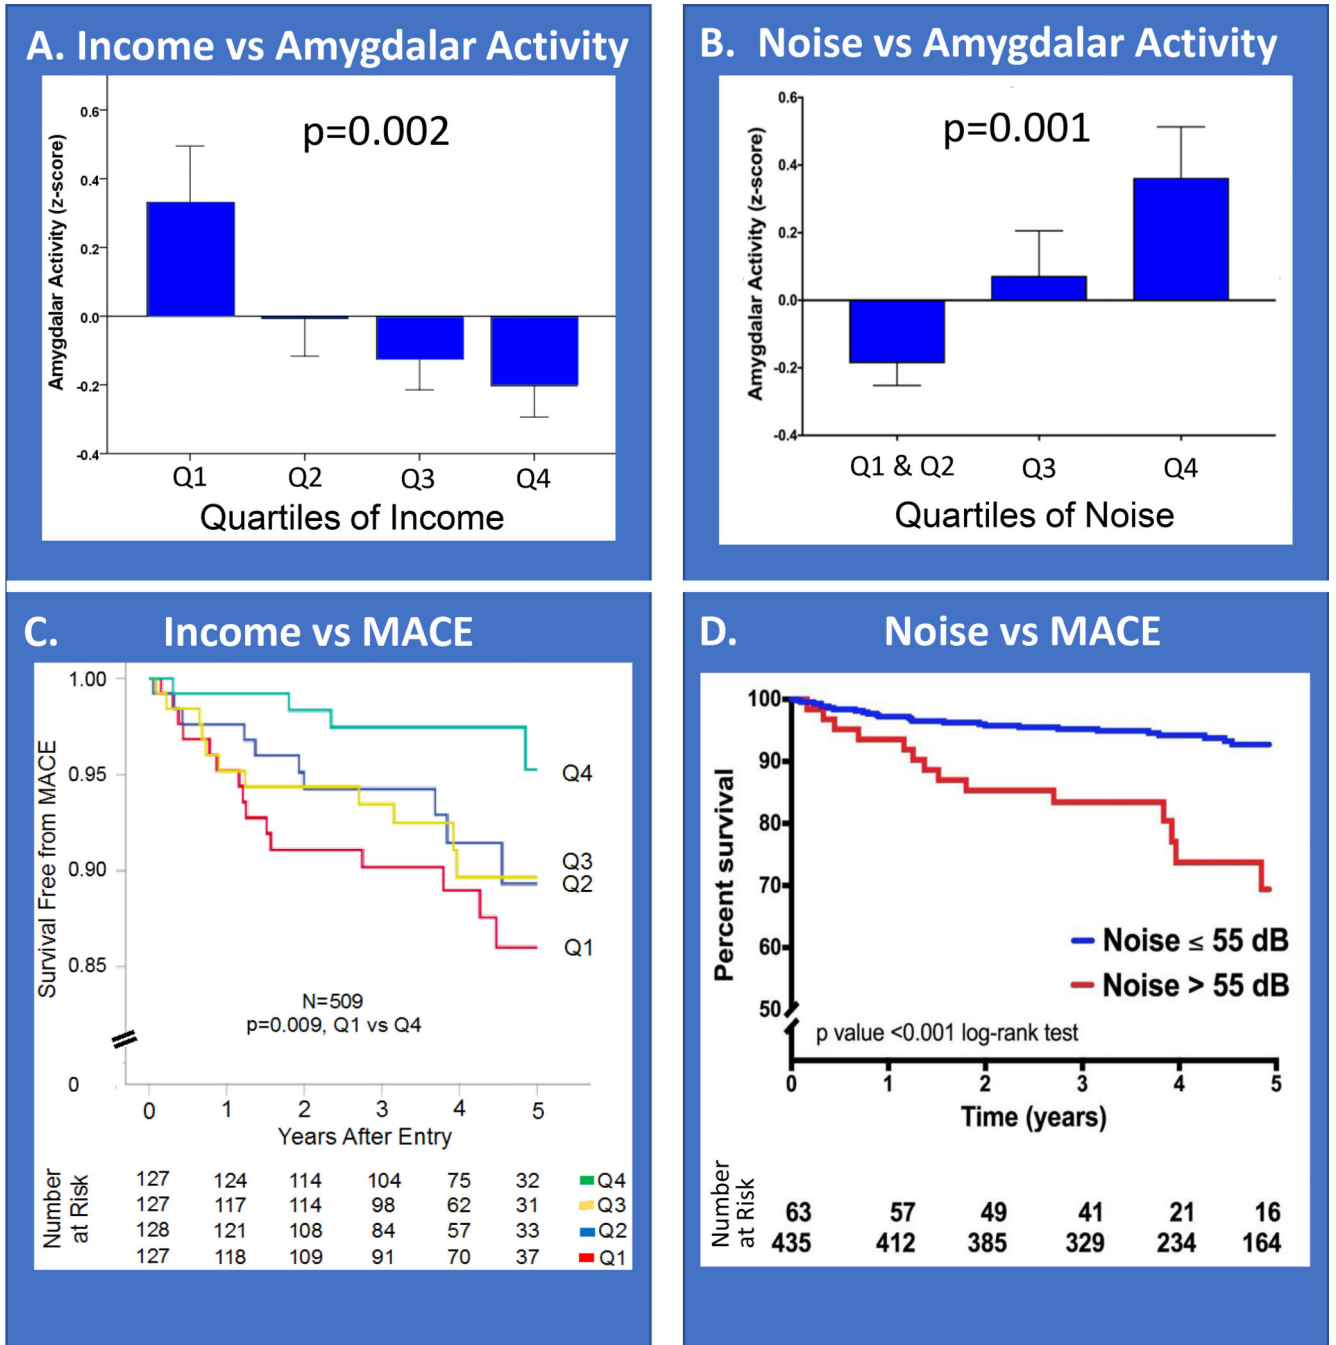 A. Income vs Amygdalar Activity
p=0.002
Amygdalar Activity (z-score)
0.6
0.4
0.2
0.0
-0.2
-0.4
Q1 Q2 Q3 Q4
Quartiles of Income
B. Noise vs Amygdalar Activity
p=0.001
Amygdalar Activity (z-score)
0.6
0.4
0.2
0.0
-0.2
-0.4
Q1 & Q2 Q3 Q4
Quartiles of Noise
C. Income vs MACE
Survival Free from MACE
1.00
0.95
0.90
0.85
0
Q4
Q3
Q2
Q1
N=509
p=0.009, Q1 vs Q4
0 1 2 3 4 5
Years After Entry
Number
at Risk
127 124 114 104 75 32 Q4
127 117 114 98 62 31 Q3
128 121 108 84 57 33 Q2
127 118 109 91 70 37 Q1
D. Noise vs MACE
Percent survival
100
90
80
70
60
50
Noise ≤ 55 dB
Noise > 55 dB
p value <0.001 log-rank test
0 1 2 3 4 5
Time (years)
Number
at Risk
63 57 49 41 21 16
435 412 385 329 234 164